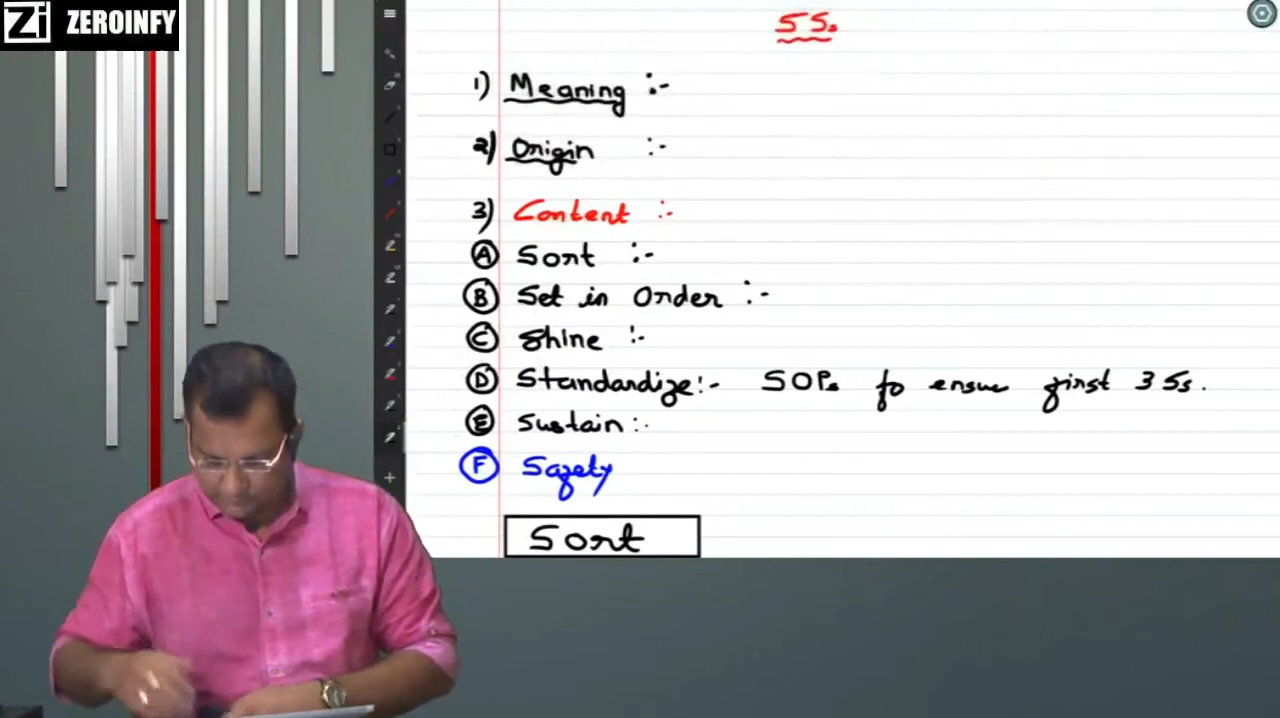 Zi ZEROINFY
5Ss
1) Meaning :-
2) Origin :-
3) Content :-
A Sort :-
B Set in Order :-
C Shine :-
D Standardize:- SOPs to ensure first 3 Ss.
E Sustain :-
F Safety
Sort